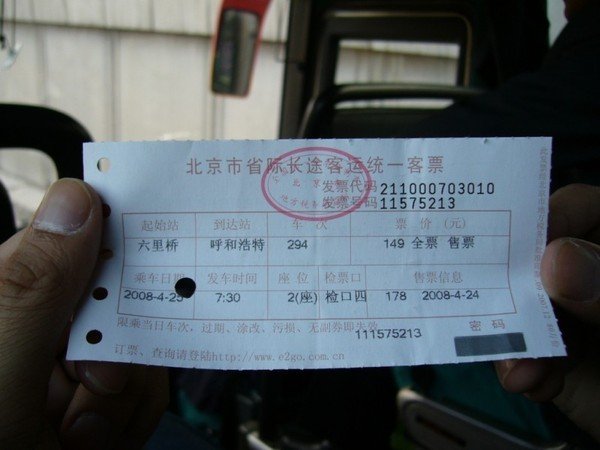 北京市省际长途客运统一客票
发票代码 211000703010
发票号码 11575213
起始站 到达站 车 次 票 价 (元)
六里桥 呼和浩特 294 149 全票 售票
乘车日期 发车时间 座 位 检票口 售票信息
2008-4-25 7:30 2(座) 检口四 178 2008-4-24
限乘当日车次，过期、涂改、污损、无副券即失效
111575213 密 码
订票、查询请登陆http://www.e2go.com.cn